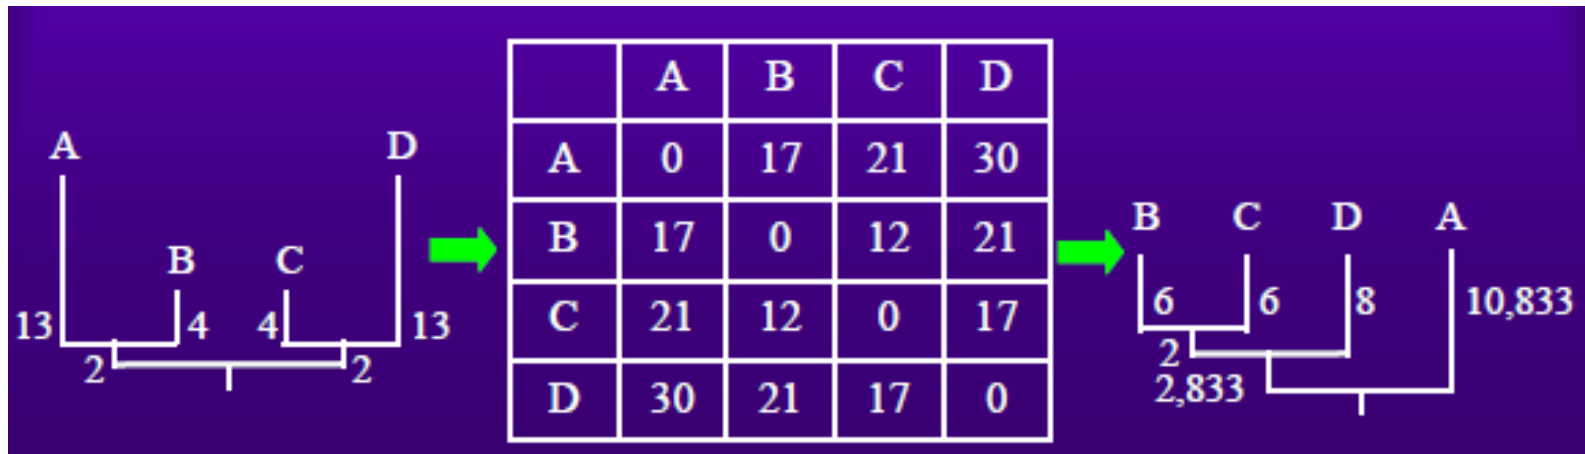 A D
B C
13 4 4 13
2 2
A B C D
A 0 17 21 30
B 17 0 12 21
C 21 12 0 17
D 30 21 17 0
B C D A
6 6 8 10,833
2
2,833